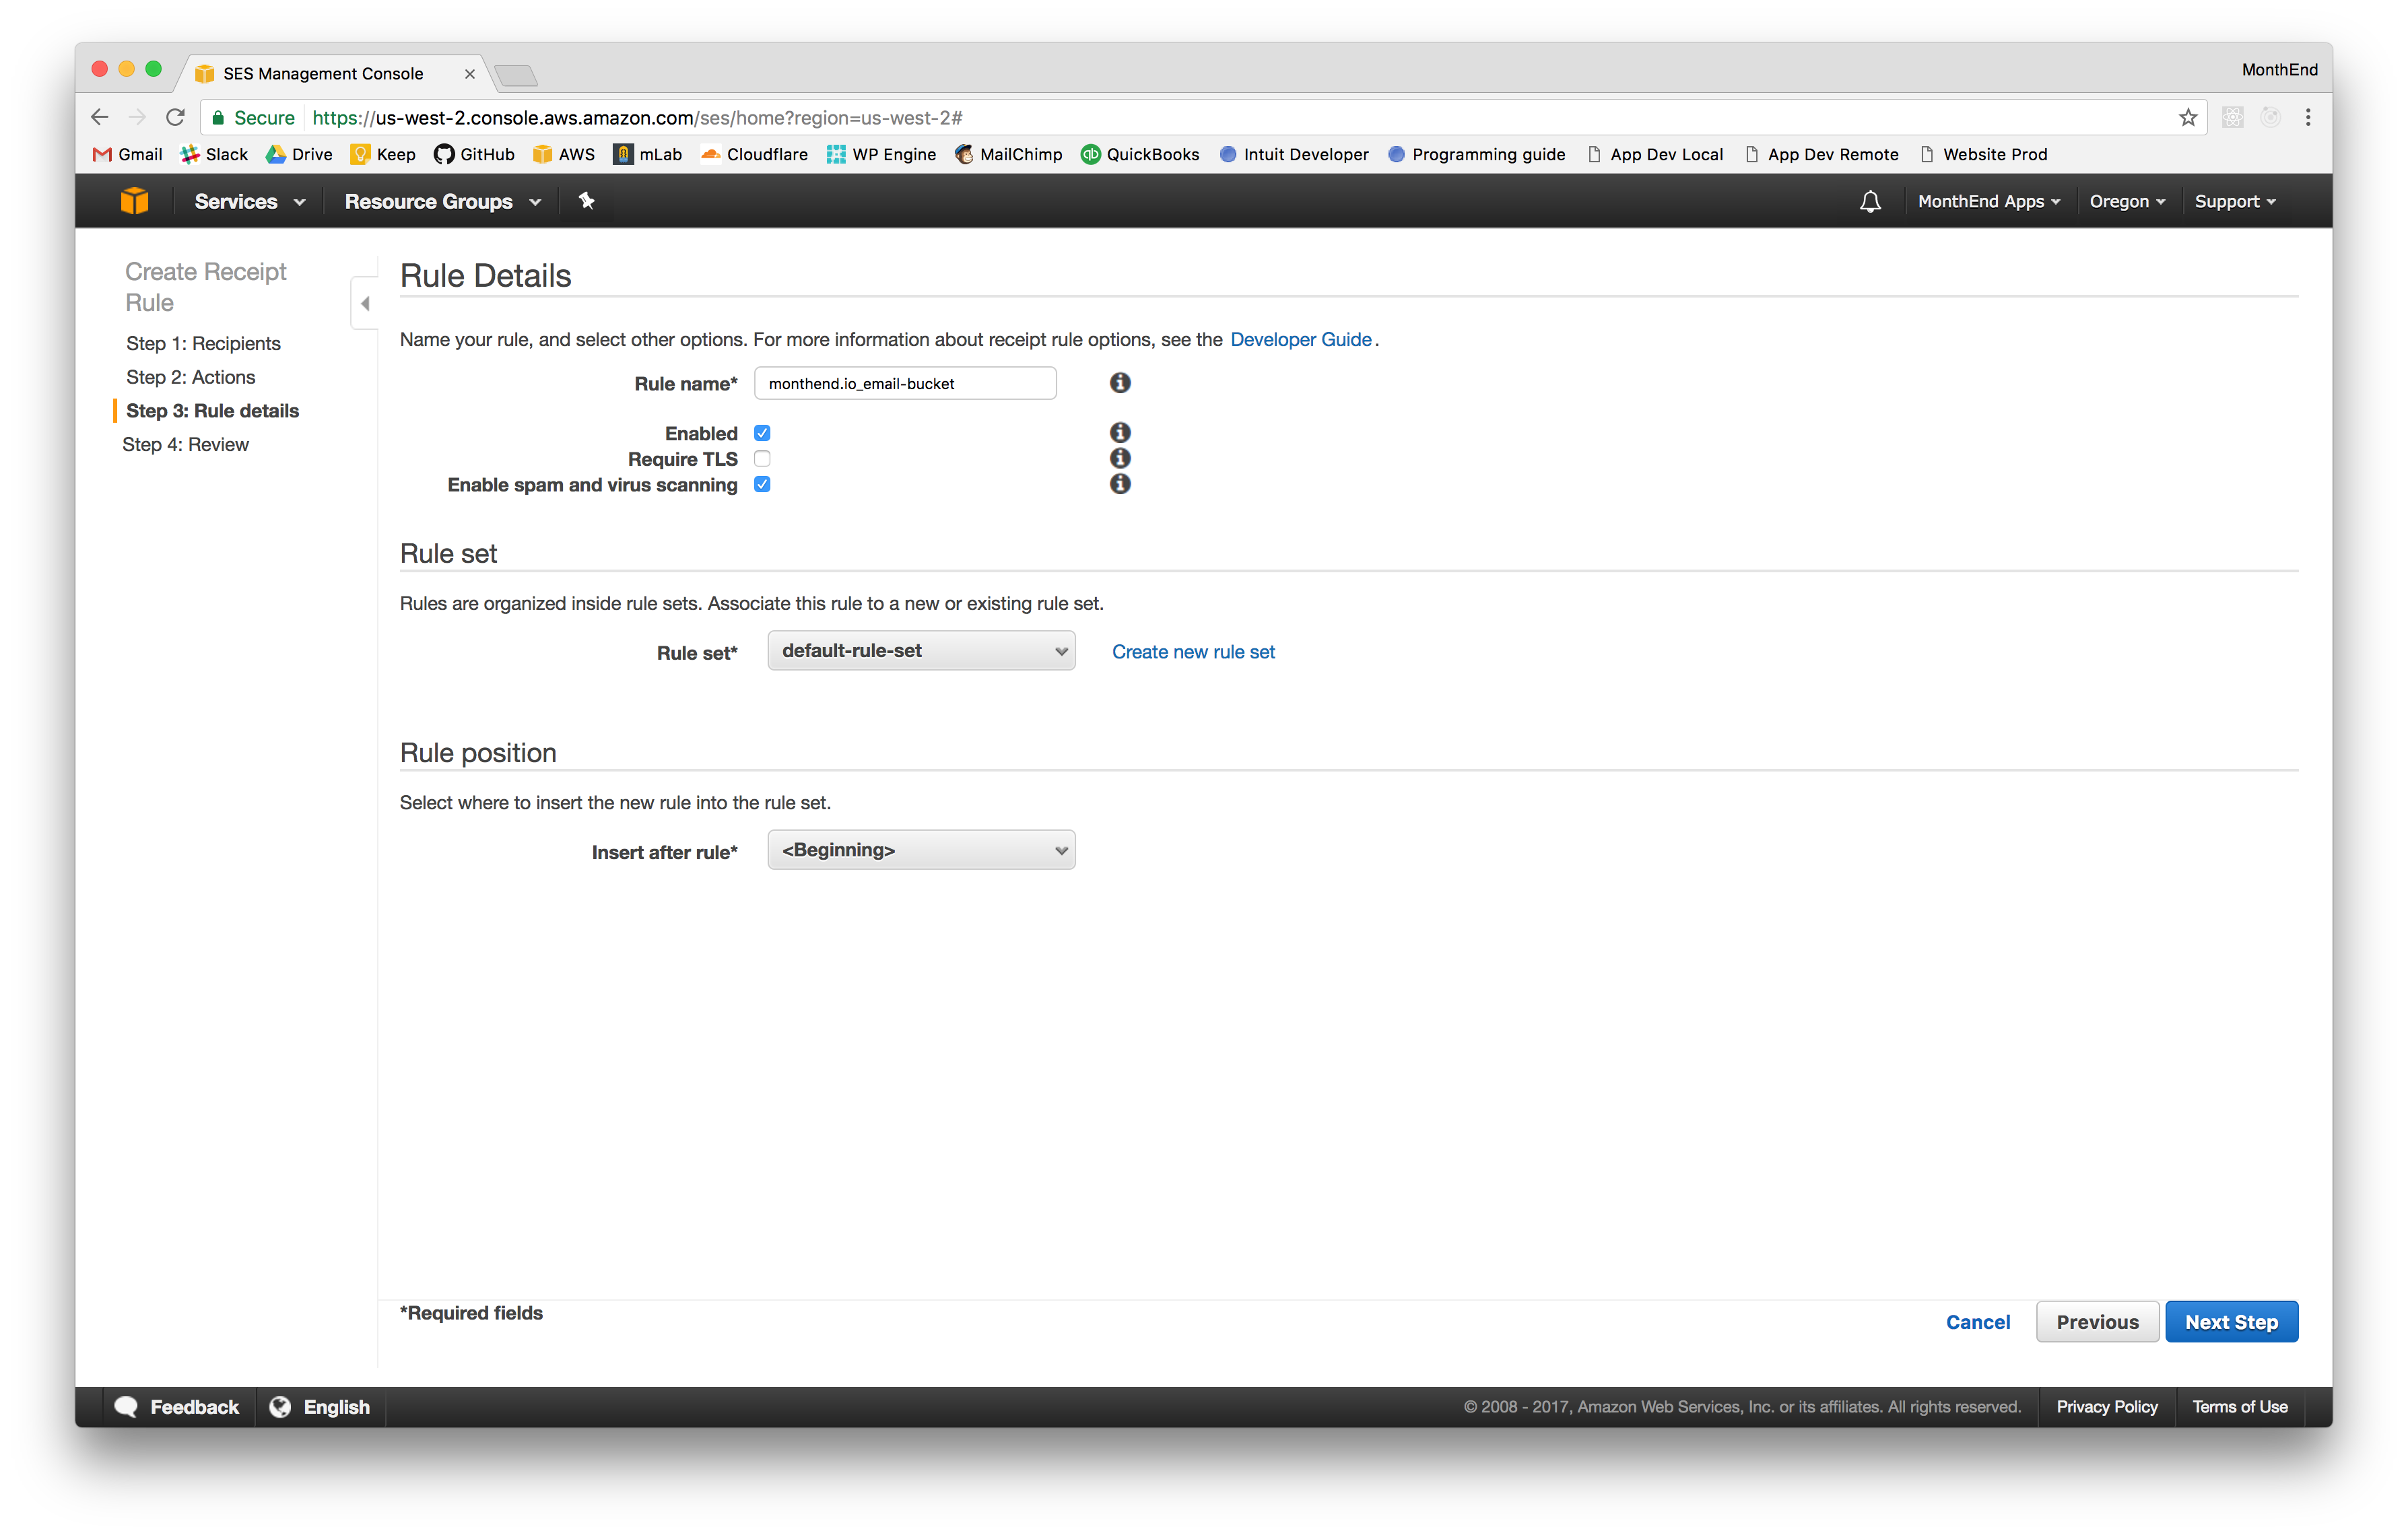 SES Management Console
MonthEnd
Secure https://us-west-2.console.aws.amazon.com/ses/home?region=us-west-2#
Gmail Slack Drive Keep GitHub AWS mLab Cloudflare WP Engine MailChimp QuickBooks Intuit Developer Programming guide App Dev Local App Dev Remote Website Prod
Services Resource Groups MonthEnd Apps Oregon Support
Create Receipt
Rule
Step 1: Recipients
Step 2: Actions
Step 3: Rule details
Step 4: Review
Rule Details
Name your rule, and select other options. For more information about receipt rule options, see the Developer Guide.
Rule name* monthend.io_email-bucket
Enabled
Require TLS
Enable spam and virus scanning
Rule set
Rules are organized inside rule sets. Associate this rule to a new or existing rule set.
Rule set* default-rule-set Create new rule set
Rule position
Select where to insert the new rule into the rule set.
Insert after rule* <Beginning>
*Required fields
Cancel Previous Next Step
Feedback English © 2008 - 2017, Amazon Web Services, Inc. or its affiliates. All rights reserved. Privacy Policy Terms of Use